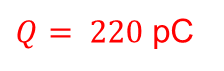 Q = 220 pC